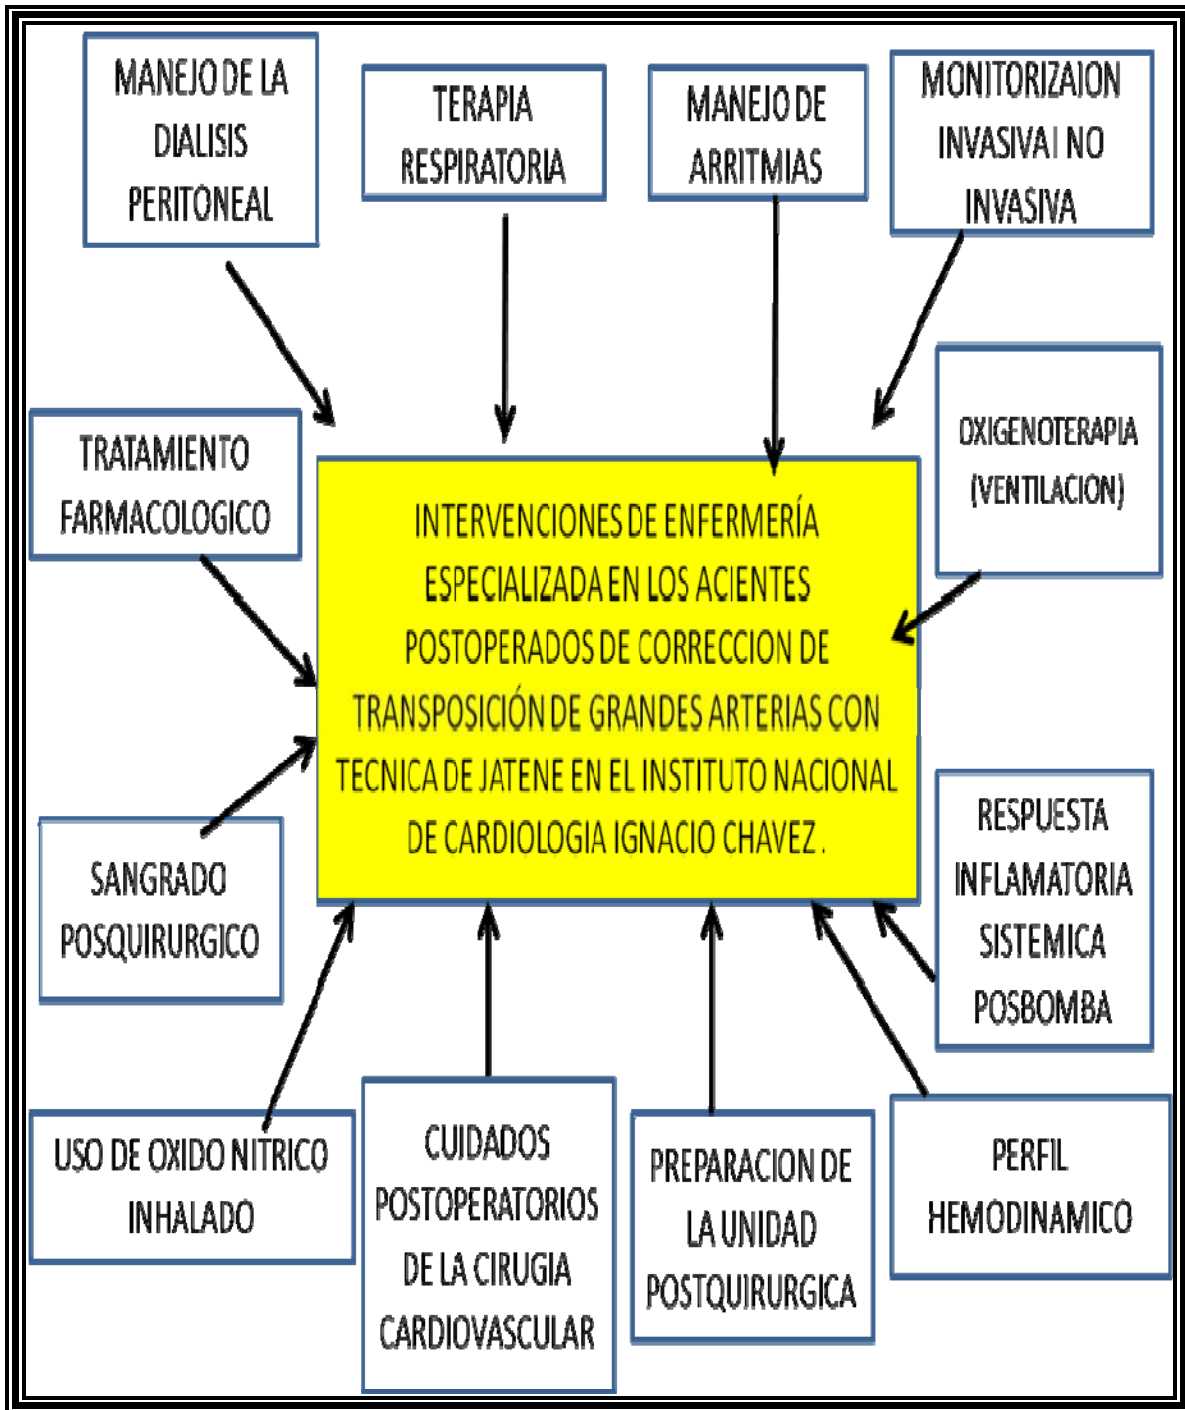 MANEJO DE LA
DIALISIS
PERITONEAL
TERAPIA
RESPIRATORIA
MANEJO DE
ARRITMIAS
MONITORIZAION
INVASIVAI NO
INVASIVA
TRATAMIENTO
FARMACOLOGICO
OXIGENOTERAPIA
(VENTILACION)
INTERVENCIONES DE ENFERMERÍA
ESPECIALIZADA EN LOS ACIENTES
POSTOPERADOS DE CORRECCION DE
TRANSPOSICIÓN DE GRANDES ARTERIAS CON
TECNICA DE JATENE EN EL INSTITUTO NACIONAL
DE CARDIOLOGIA IGNACIO CHAVEZ .
SANGRADO
POSQUIRURGICO
RESPUESTA
INFLAMATORIA
SISTEMICA
POSBOMBA
USO DE OXIDO NITRICO
INHALADO
CUIDADOS
POSTOPERATORIOS
DE LA CIRUGIA
CARDIOVASCULAR
PREPARACION DE
LA UNIDAD
POSTQUIRURGICA
PERFIL
HEMODINAMICO